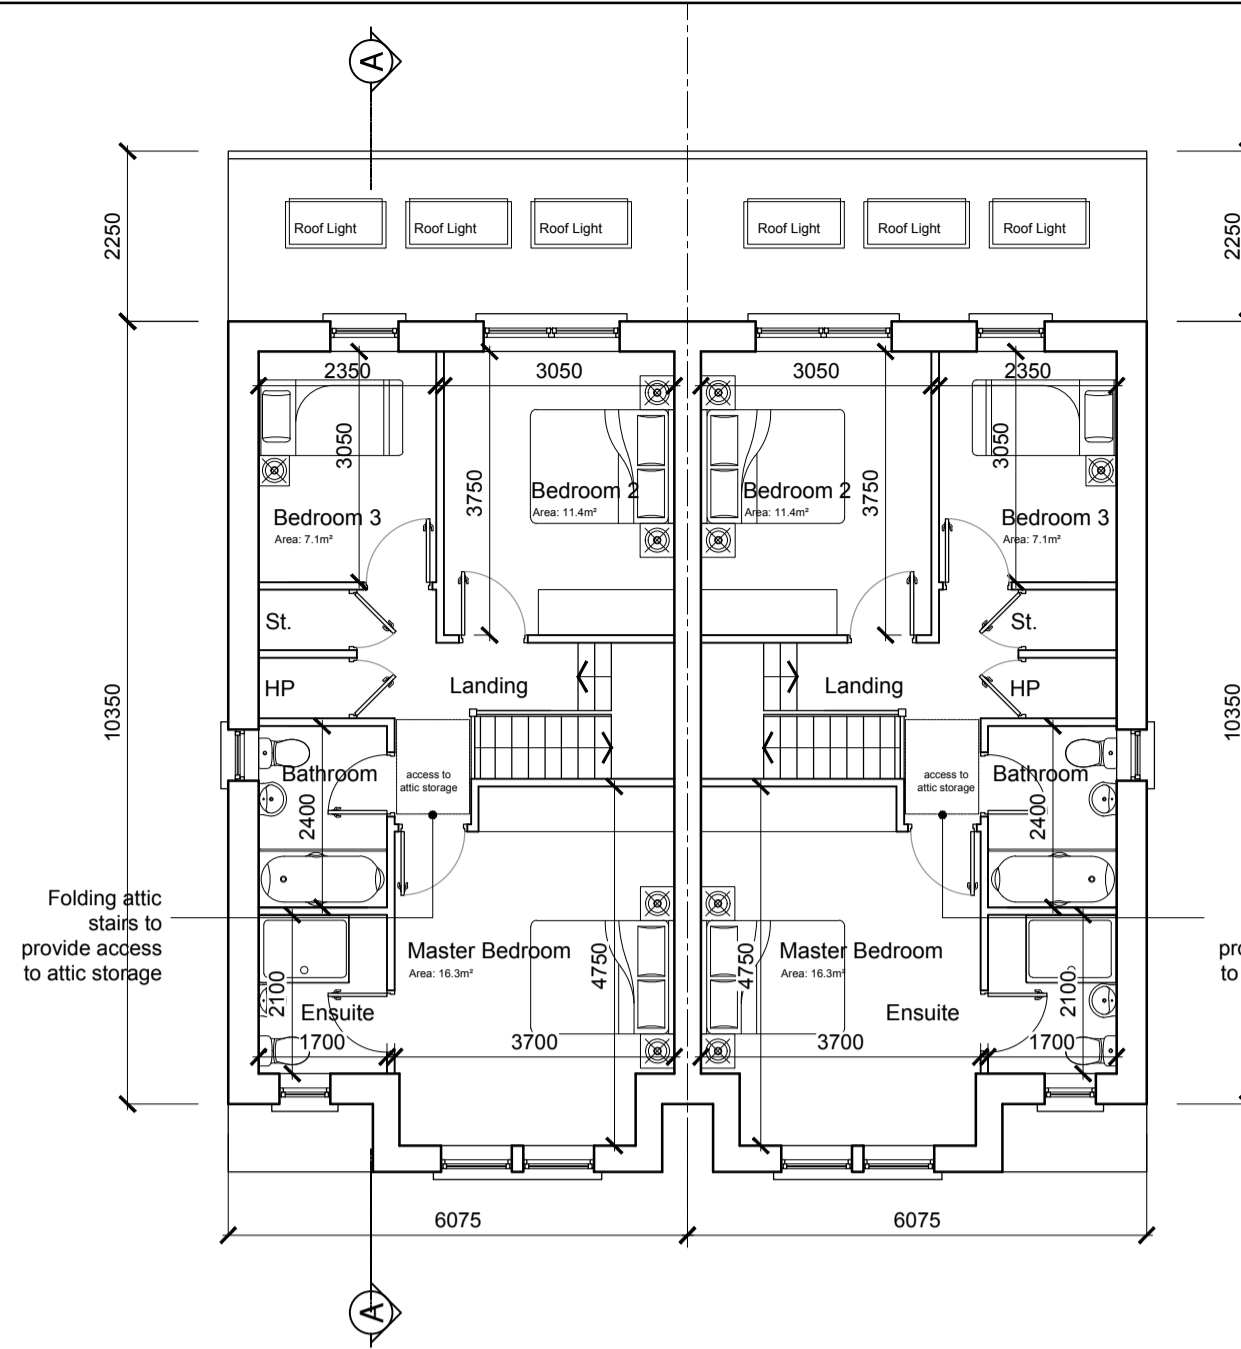 A
2250
2250
Roof Light
Roof Light
Roof Light
Roof Light
Roof Light
Roof Light
2350
3050
3050
2350
3050
3750
3750
3050
Bedroom 2
Area: 11.4m²
Bedroom 2
Area: 11.4m²
Bedroom 3
Area: 7.1m²
Bedroom 3
Area: 7.1m²
St.
St.
HP
Landing
Landing
HP
10350
10350
Bathroom
access to
attic storage
access to
attic storage
Bathroom
2400
2400
Folding attic
stairs to
provide access
to attic storage
pro
to
Master Bedroom
Area: 16.3m²
4750
4750
Master Bedroom
Area: 16.3m²
2100
2100
Ensuite
Ensuite
1700
3700
3700
1700
6075
6075
A